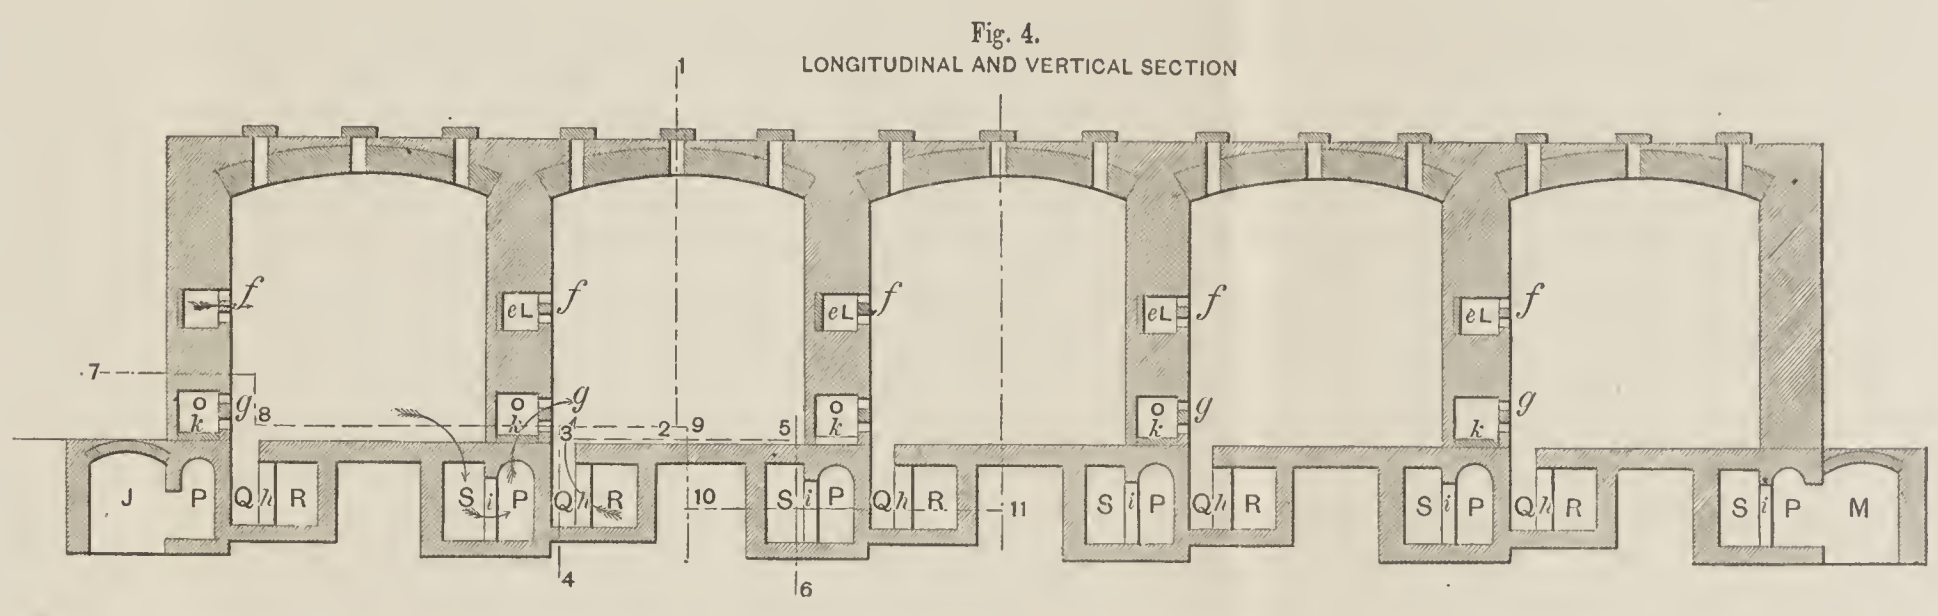 Fig. 4.
LONGITUDINAL AND VERTICAL SECTION
1
f
eL f
eL f
eL f
eL f
7
O k g 8
O k g
3 2 9 5
O k
O k g
k g
J P Q h R
S i P Q h R
10
S i P Q h R
11
S i P Q h R
S i P Q h R
S i P M
4
6